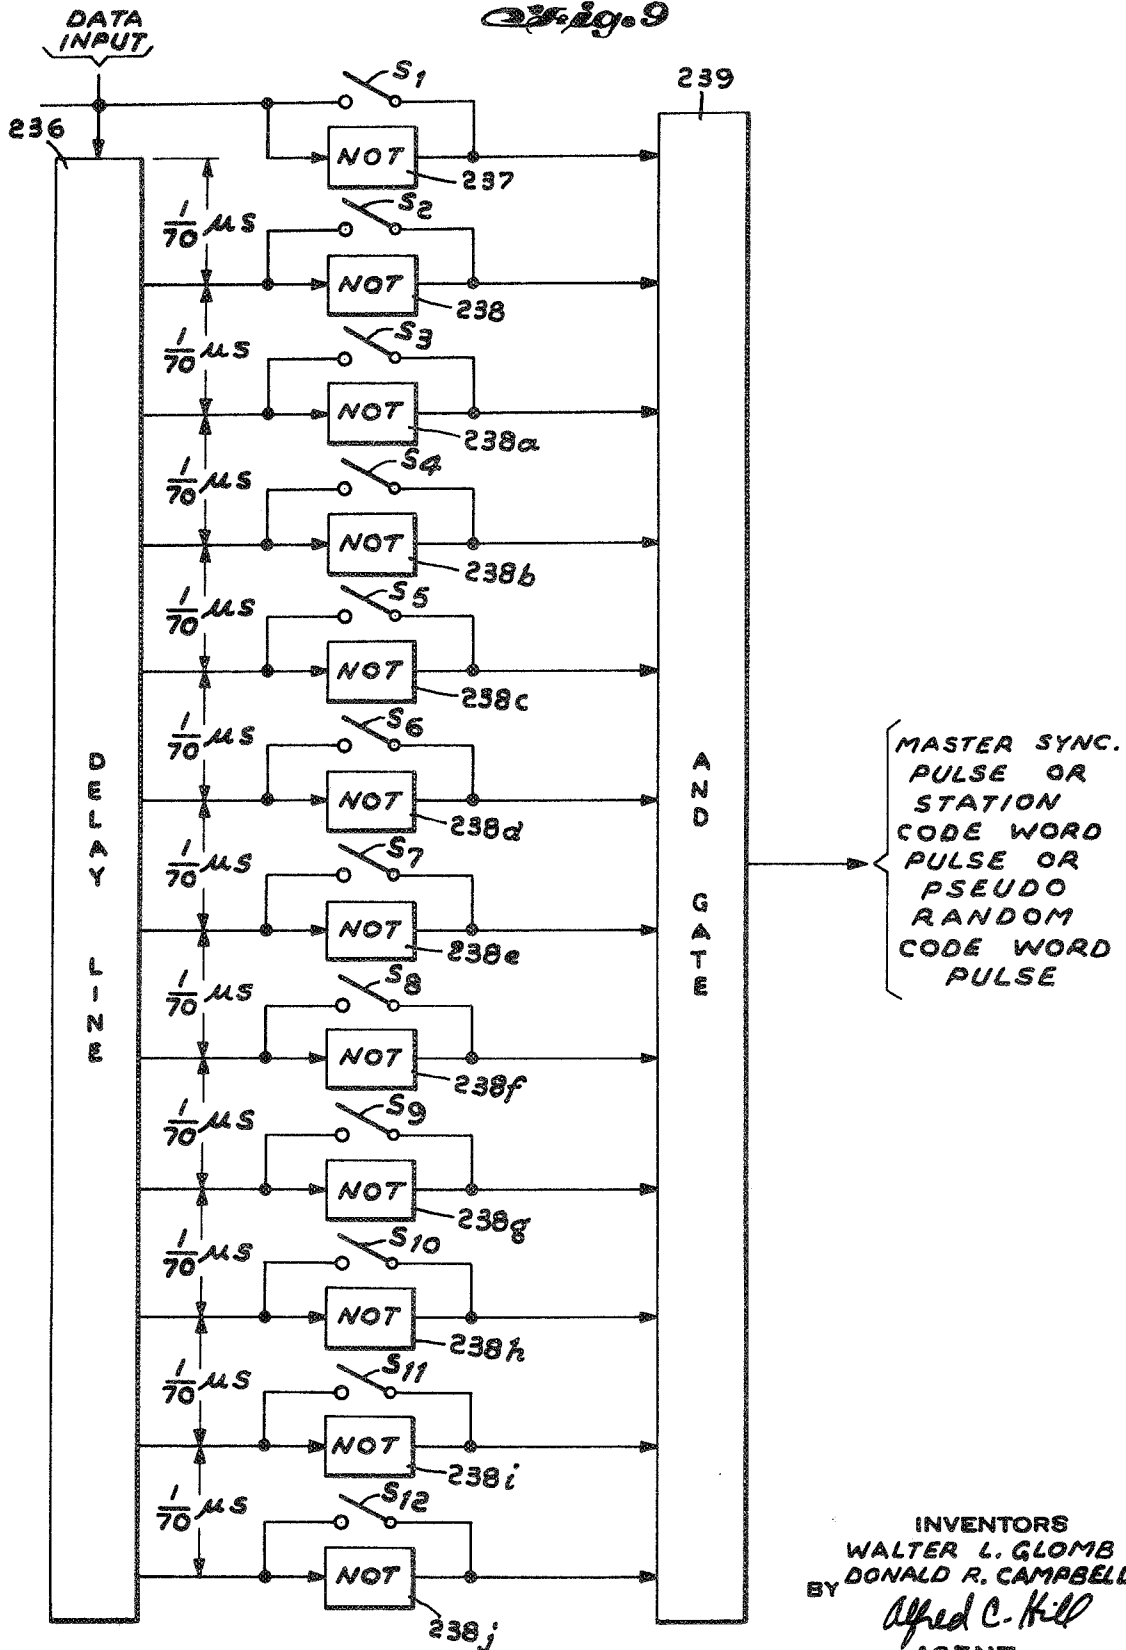 Fig. 9
DATA
INPUT
236
239
S1
NOT
237
1/70 μS
S2
NOT
238
1/70 μS
S3
NOT
238a
1/70 μS
S4
NOT
238b
1/70 μS
S5
NOT
238c
1/70 μS
S6
NOT
238d
1/70 μS
S7
NOT
238e
1/70 μS
S8
NOT
238f
1/70 μS
S9
NOT
238g
1/70 μS
S10
NOT
238h
1/70 μS
S11
NOT
238i
1/70 μS
S12
NOT
238j
DELAY LINE
AND GATE
MASTER SYNC.
PULSE OR
STATION
CODE WORD
PULSE OR
PSEUDO
RANDOM
CODE WORD
PULSE
INVENTORS
WALTER L. GLOMB
BY DONALD R. CAMPBELL
Alfred C. Hill
AGENT